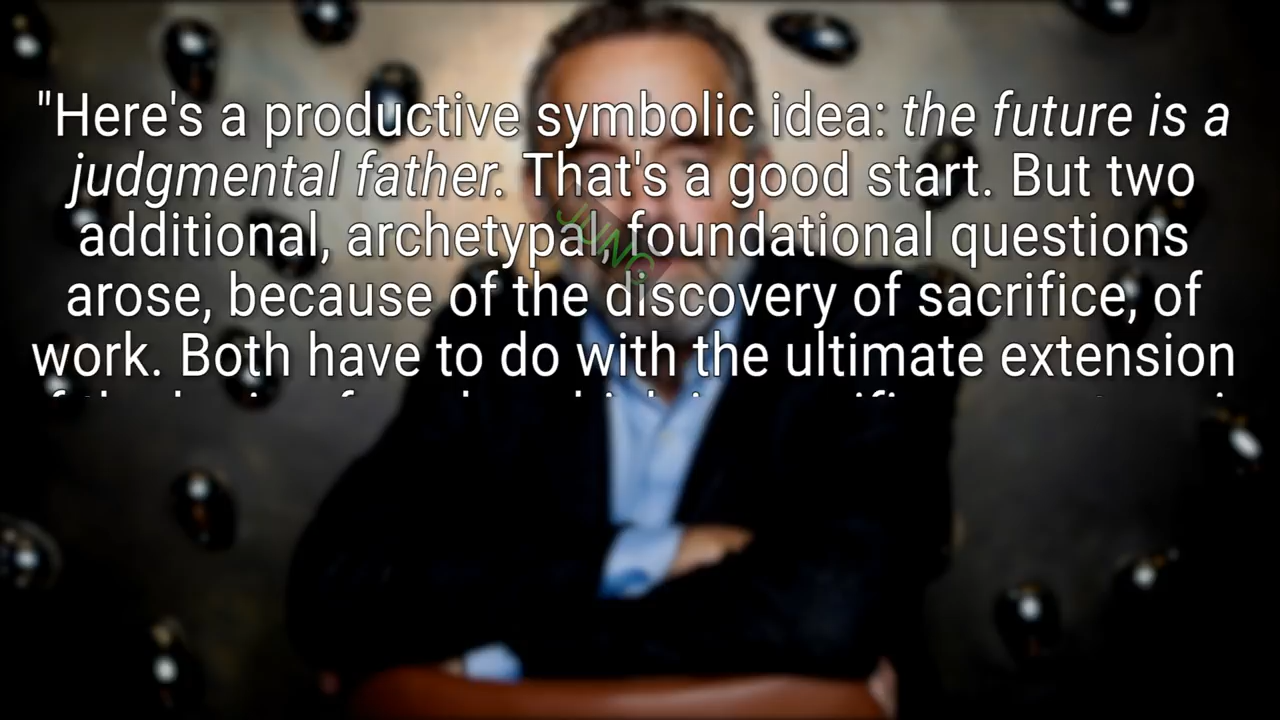 "Here's a productive symbolic idea: the future is a
judgmental father. That's a good start. But two
additional, archetypal, foundational questions
arose, because of the discovery of sacrifice, of
work. Both have to do with the ultimate extension
JUNG